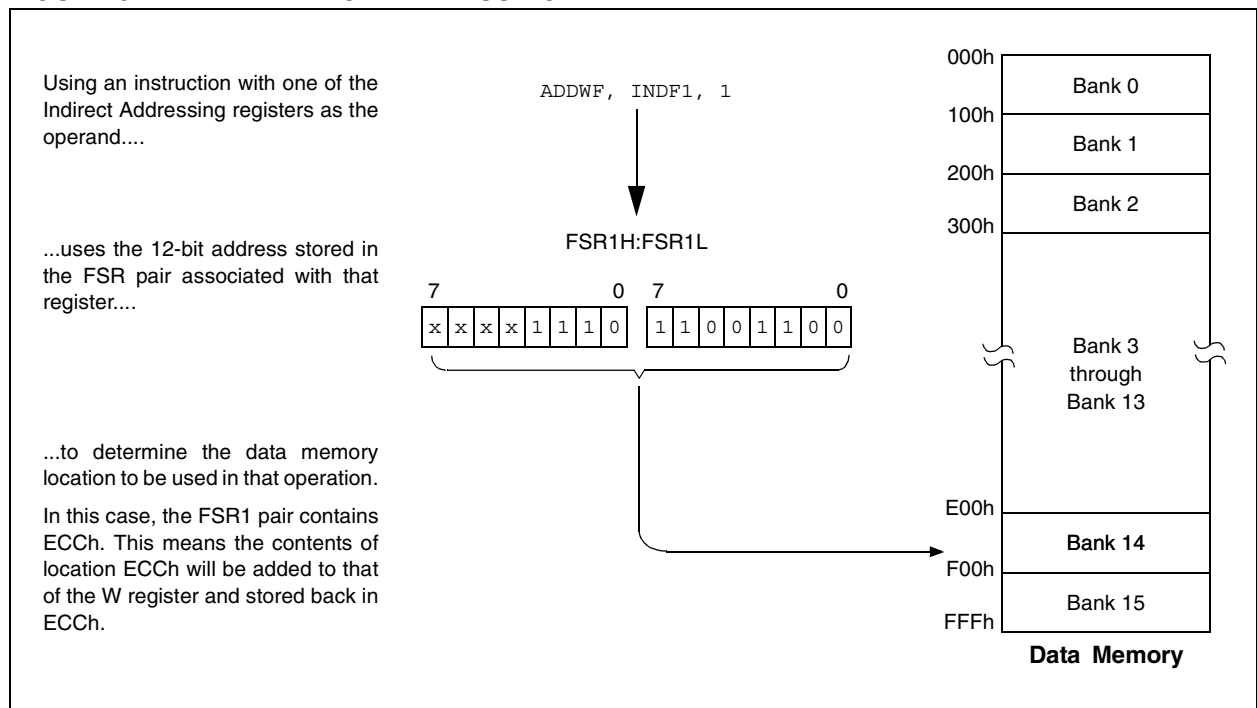 Using an instruction with one of the
Indirect Addressing registers as the
operand....
ADDWF, INDF1, 1
...uses the 12-bit address stored in
the FSR pair associated with that
register....
FSR1H:FSR1L
7 0 7 0
x x x x 1 1 1 0 1 1 0 0 1 1 0 0
...to determine the data memory
location to be used in that operation.
In this case, the FSR1 pair contains
ECCh. This means the contents of
location ECCh will be added to that
of the W register and stored back in
ECCh.
000h
Bank 0
100h
Bank 1
200h
Bank 2
300h
Bank 3
through
Bank 13
E00h
Bank 14
F00h
Bank 15
FFFh
Data Memory